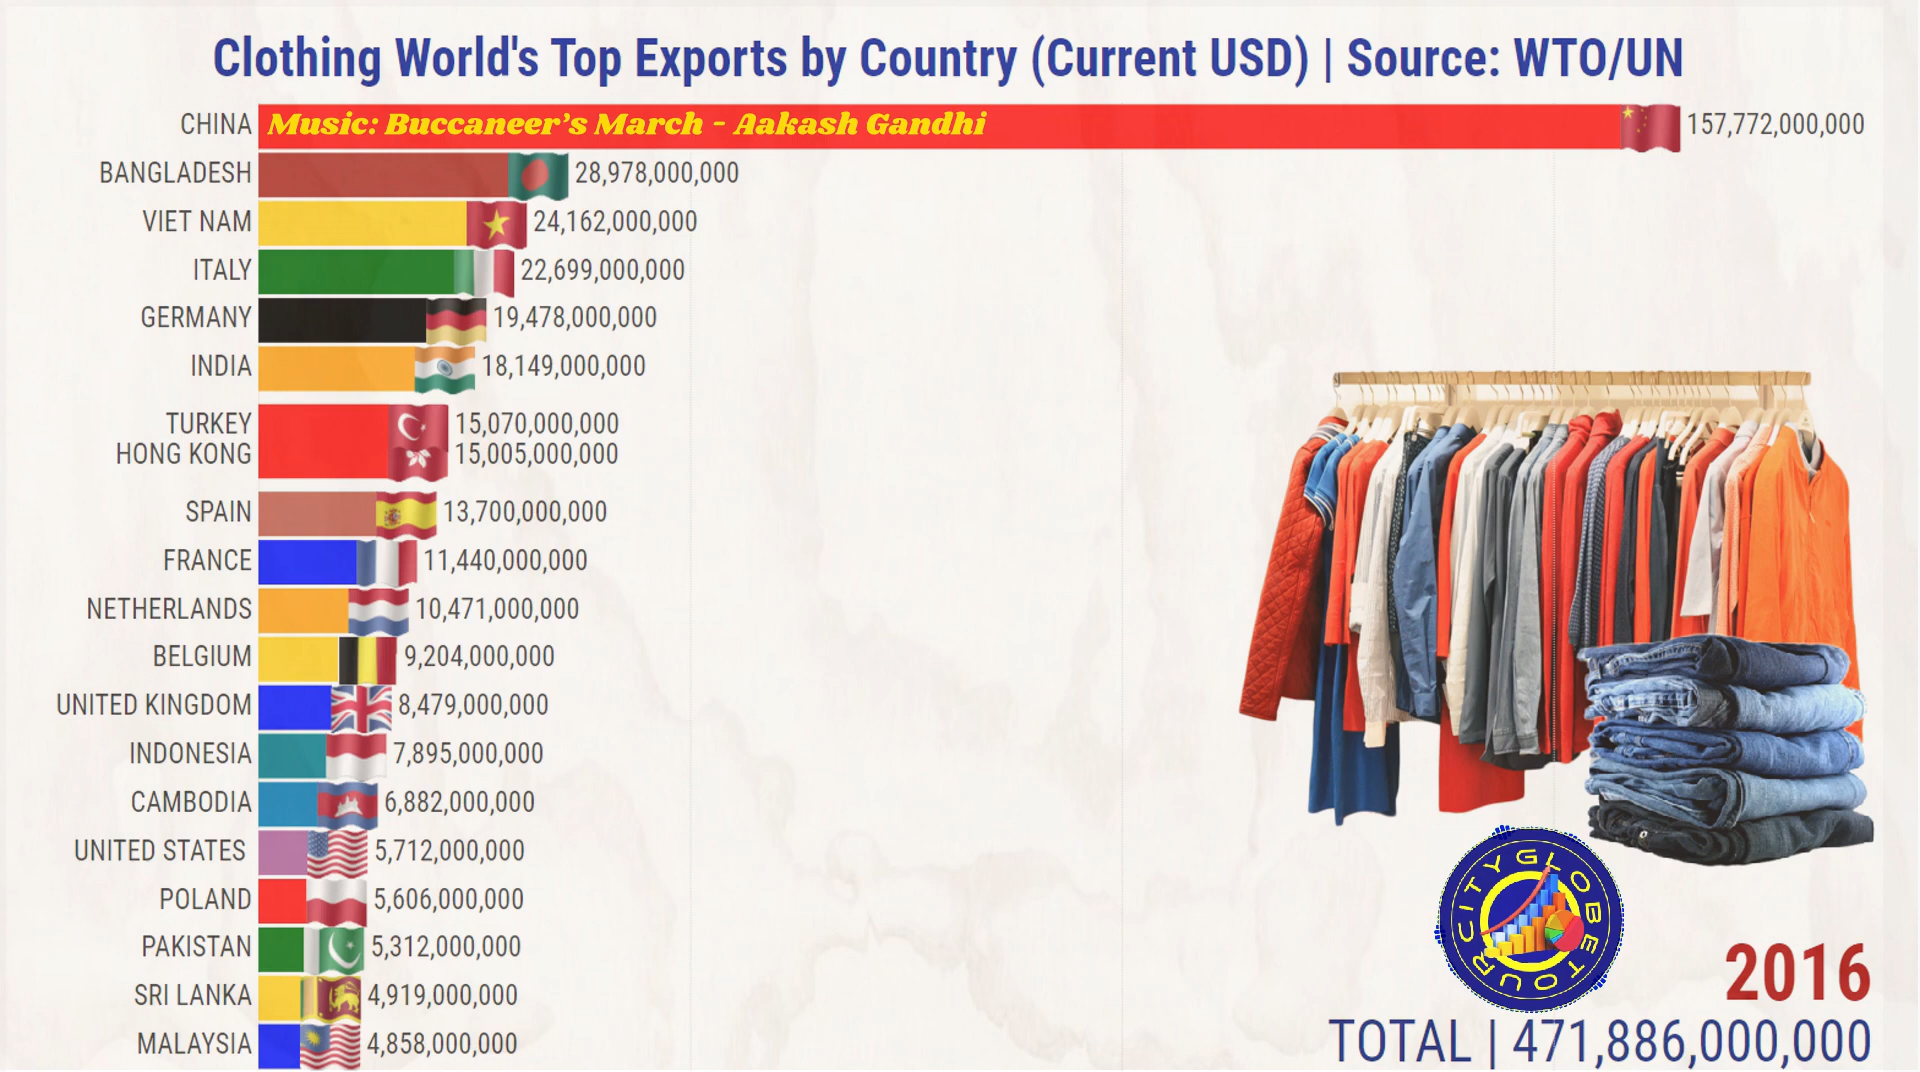 Clothing World's Top Exports by Country (Current USD) | Source: WTO/UN
CHINA Music: Buccaneer's March - Aakash Gandhi 157,772,000,000
BANGLADESH 28,978,000,000
VIET NAM 24,162,000,000
ITALY 22,699,000,000
GERMANY 19,478,000,000
INDIA 18,149,000,000
TURKEY 15,070,000,000
HONG KONG 15,005,000,000
SPAIN 13,700,000,000
FRANCE 11,440,000,000
NETHERLANDS 10,471,000,000
BELGIUM 9,204,000,000
UNITED KINGDOM 8,479,000,000
INDONESIA 7,895,000,000
CAMBODIA 6,882,000,000
UNITED STATES 5,712,000,000
POLAND 5,606,000,000
PAKISTAN 5,312,000,000
SRI LANKA 4,919,000,000
MALAYSIA 4,858,000,000
CITYGLOBETOUR
2016
TOTAL | 471,886,000,000